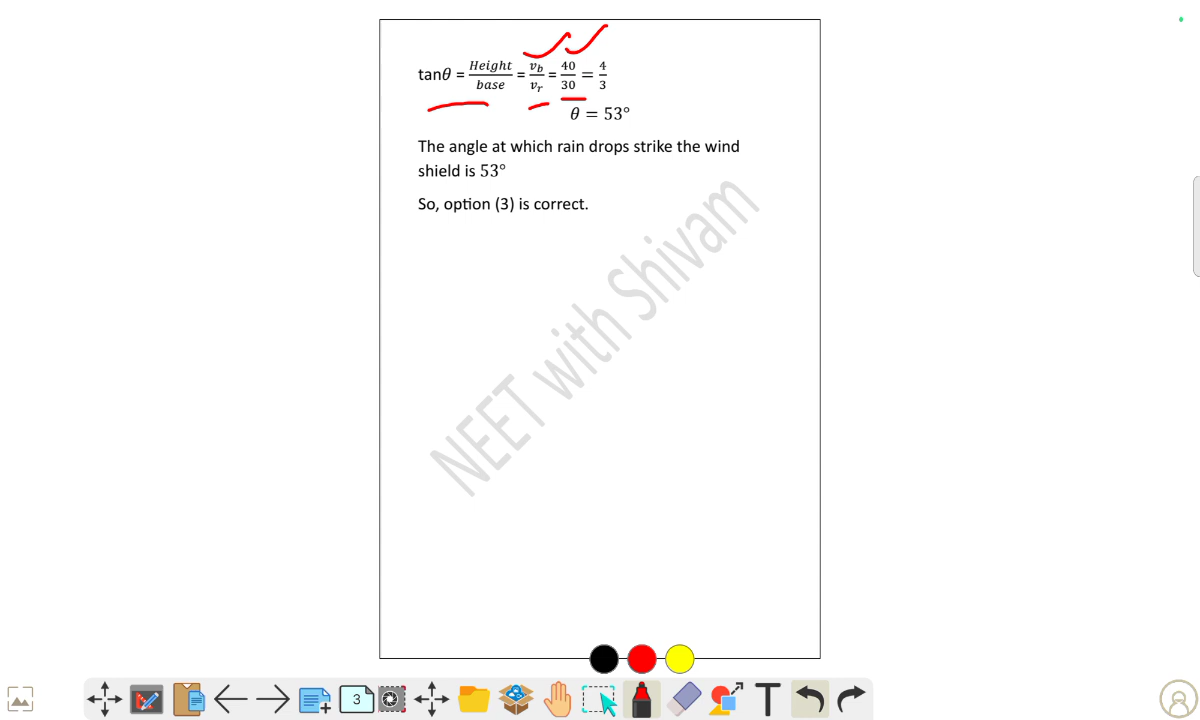 tanθ = Height/base = v_b/v_r = 40/30 = 4/3
θ = 53°
The angle at which rain drops strike the wind
shield is 53°
So, option (3) is correct.
NEET with Shivam
3
T